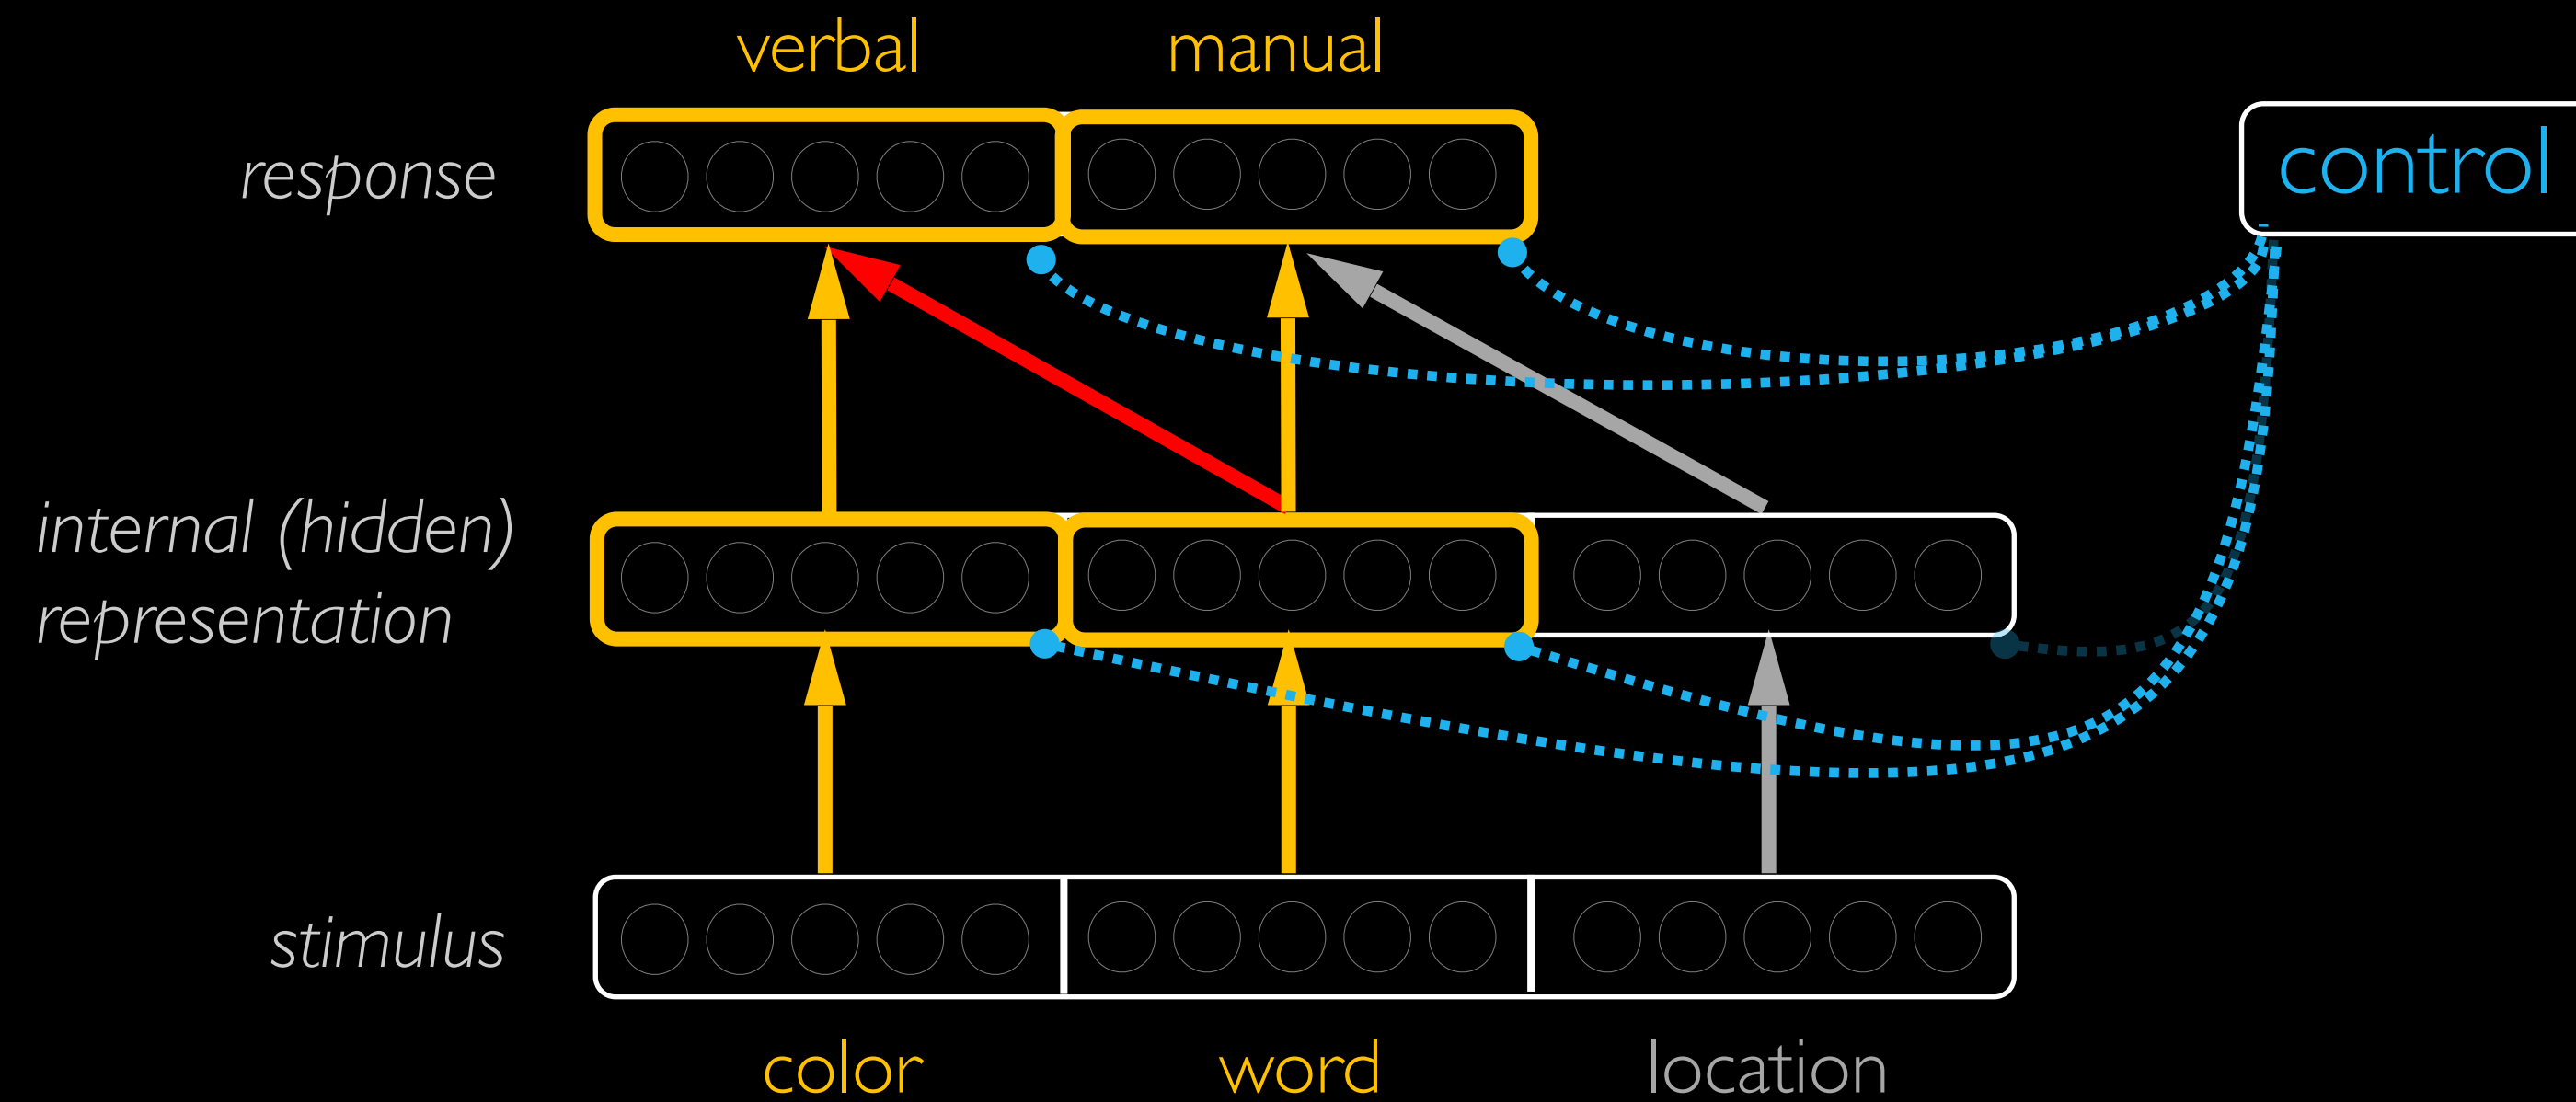 verbal
manual
response
control
internal (hidden)
representation
stimulus
color
word
location